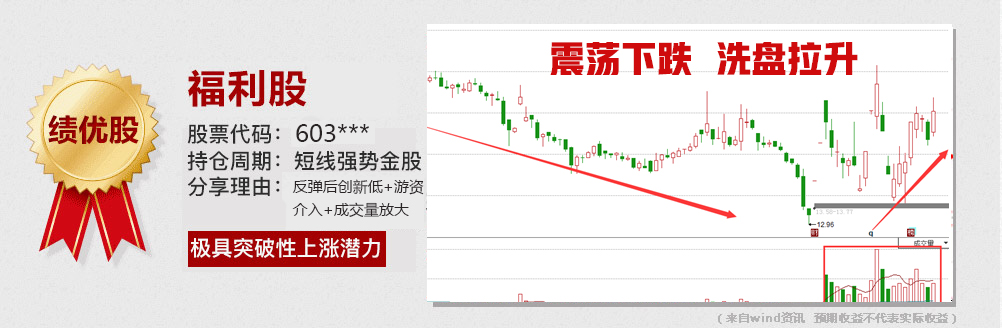 绩优股
福利股
股票代码： 603***
持仓周期：短线强势金股
分享理由：反弹后创新低+游资
介入+成交量放大
极具突破性上涨潜力
震荡下跌 洗盘拉升
12.96
成交量
（来自wind资讯 预期收益不代表实际收益）